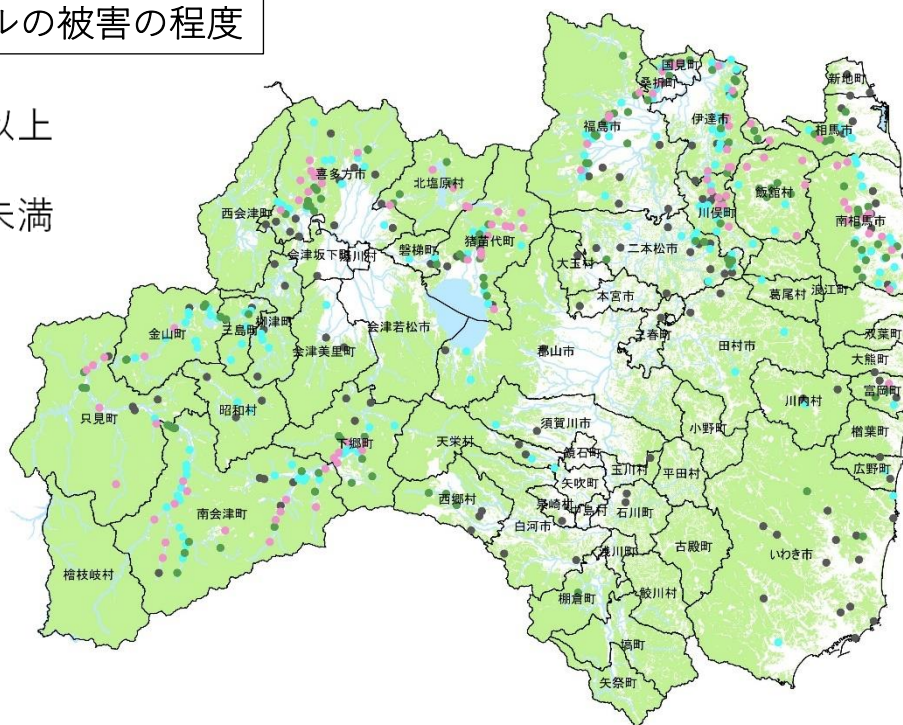 ルの被害の程度
以上
未満
国見町
桑折町
新地町
福島市
伊達市
相馬市
喜多方市
北塩原村
飯舘村
西会津町
川俣町
南相馬市
猪苗代町
磐梯町
二本松市
会津坂下町
湯川村
大玉村
葛尾村
浪江町
本宮市
柳津町
三島町
金山町
会津若松市
双葉町
三春町
会津美里町
郡山市
田村市
大熊町
富岡町
川内村
昭和村
只見町
須賀川市
小野町
楢葉町
下郷町
天栄村
鏡石町
玉川村
平田村
広野町
矢吹町
西郷村
泉崎村
中島村
石川町
南会津町
白河市
古殿町
いわき市
浅川町
檜枝岐村
棚倉町
鮫川村
塙町
矢祭町